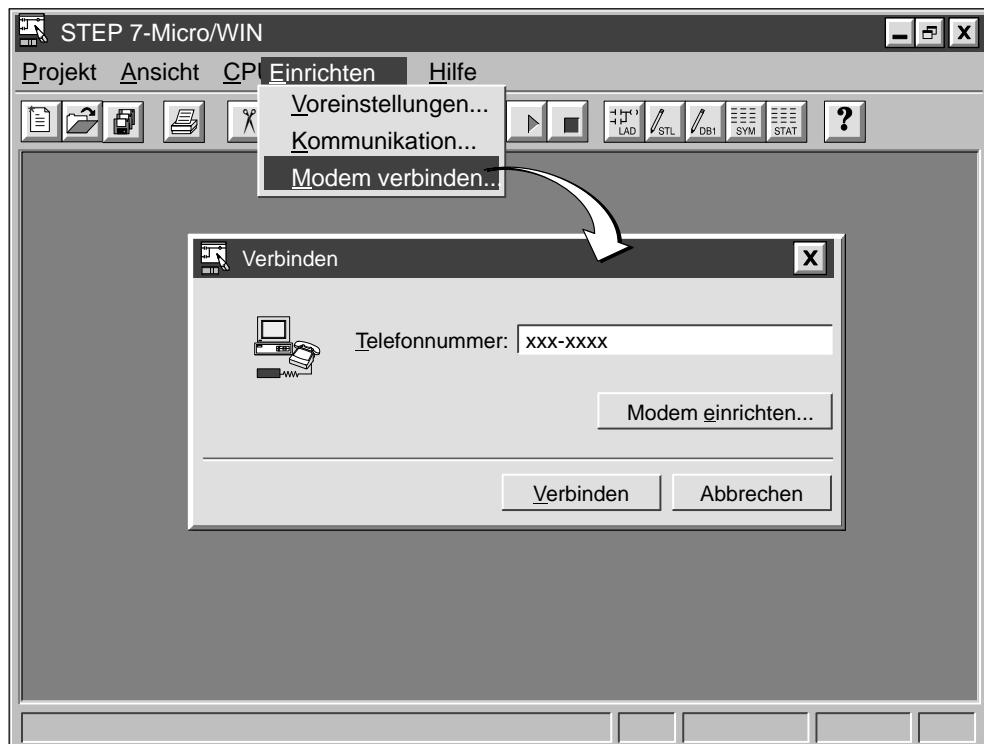 STEP 7-Micro/WIN
Projekt Ansicht CPU Einrichten Hilfe
Voreinstellungen...
Kommunikation...
Modem verbinden...
LAD STL DB1 SYM STAT ?
Verbinden
Telefonnummer: xxx-xxxx
Modem einrichten...
Verbinden Abbrechen